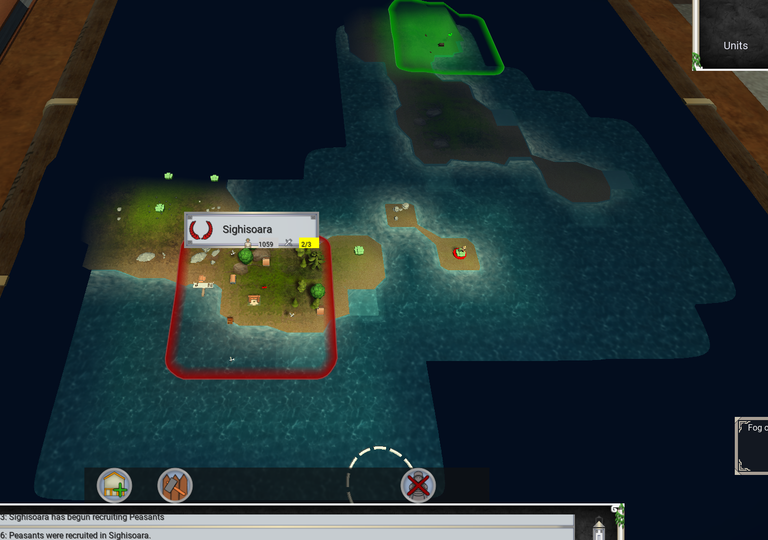 Units
Sighisoara
1059 2/3
Fog o
3: Sighisoara has begun recruiting Peasants
6: Peasants were recruited in Sighisoara.